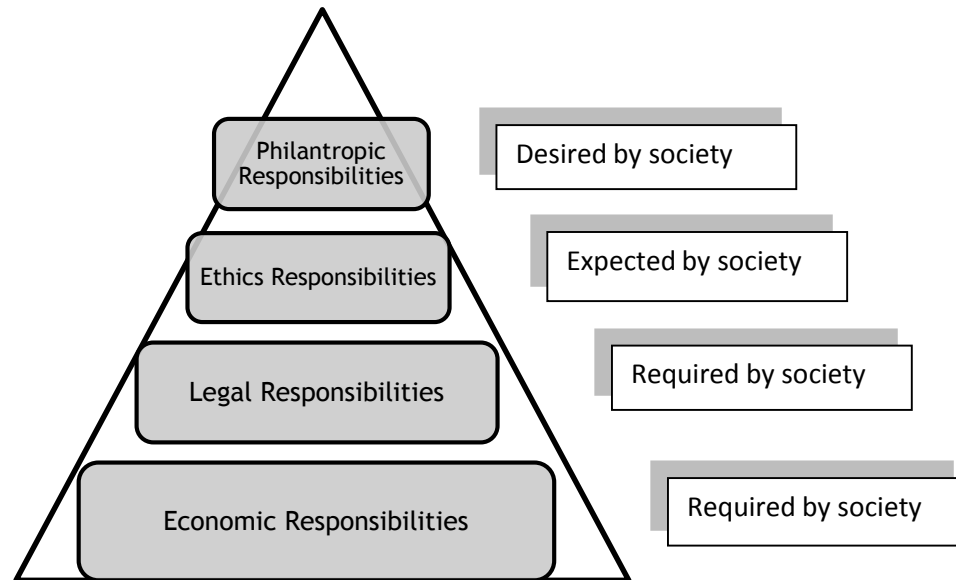 Philantropic
Responsibilities
Desired by society
Ethics Responsibilities
Expected by society
Legal Responsibilities
Required by society
Economic Responsibilities
Required by society